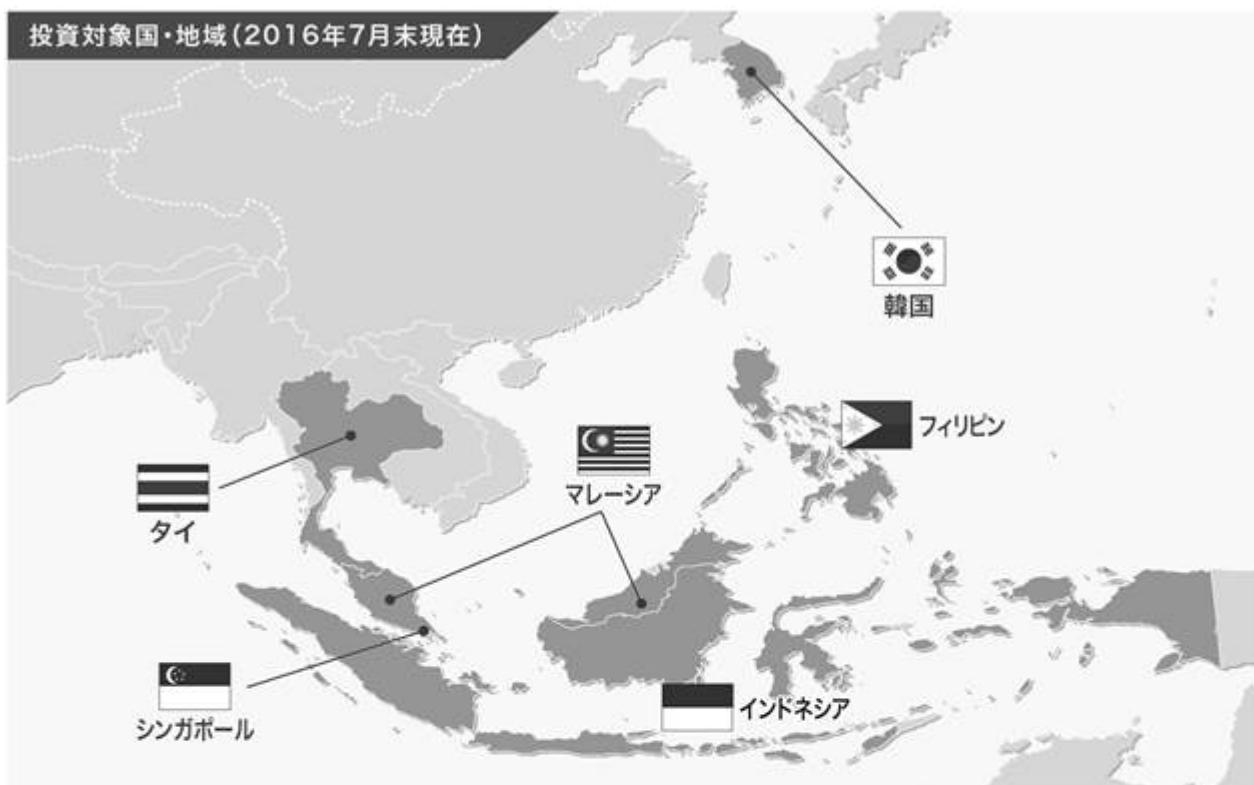 投資対象国・地域(2016年7月末現在)
韓国
フィリピン
マレーシア
タイ
シンガポール
インドネシア